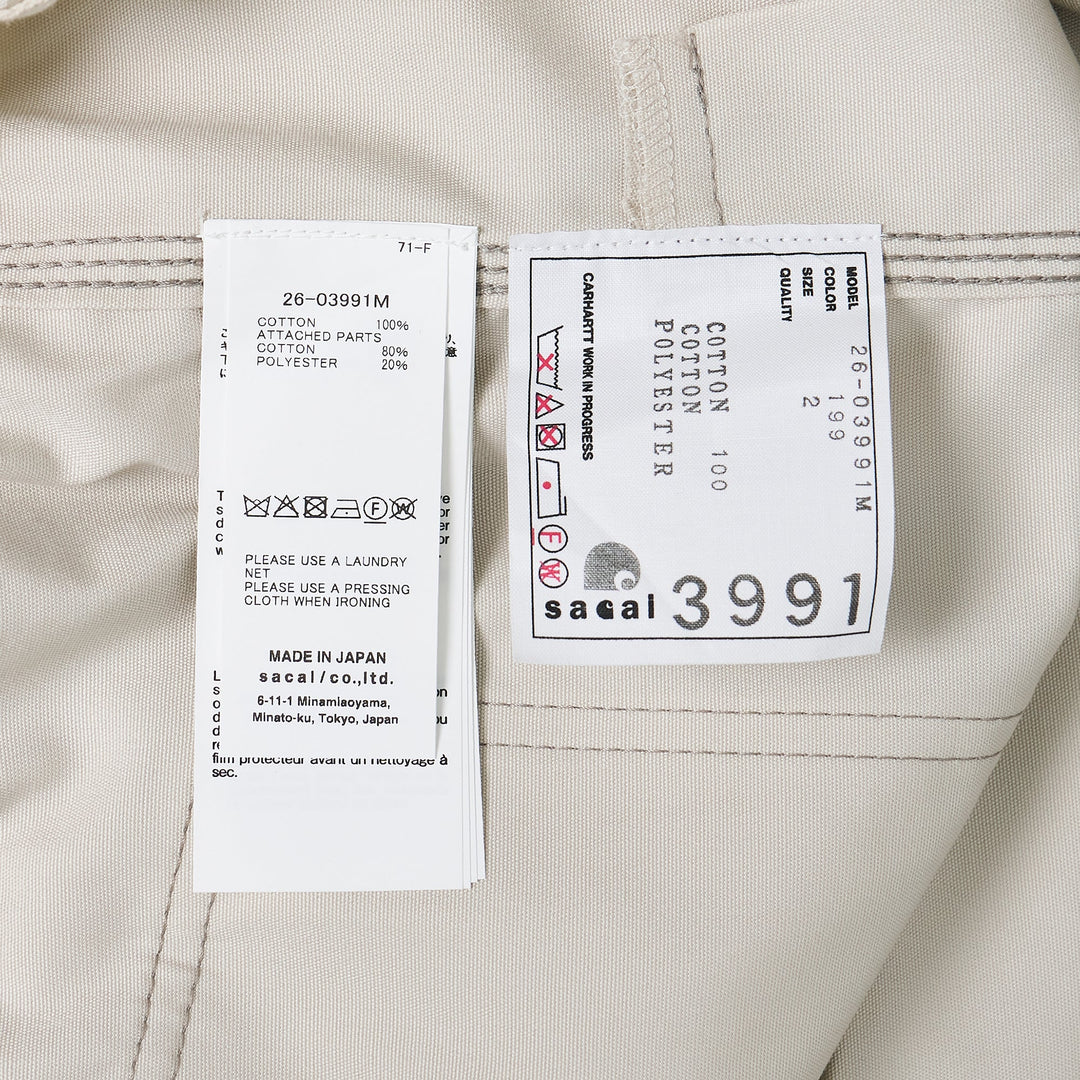 71-F
26-03991M
COTTON 100%
ATTACHED PARTS
COTTON 80%
POLYESTER 20%
F W
PLEASE USE A LAUNDRY
NET
PLEASE USE A PRESSING
CLOTH WHEN IRONING
MADE IN JAPAN
sacai/co.,ltd.
6-11-1 Minamiaoyama,
Minato-ku, Tokyo, Japan
film protecteur avant un nettoyage à
sec.
MODEL 26-03991M
COLOR 199
SIZE 2
QUALITY
COTTON 100
COTTON
POLYESTER
CARHARTT WORK IN PROGRESS
F
W
sacai 3991